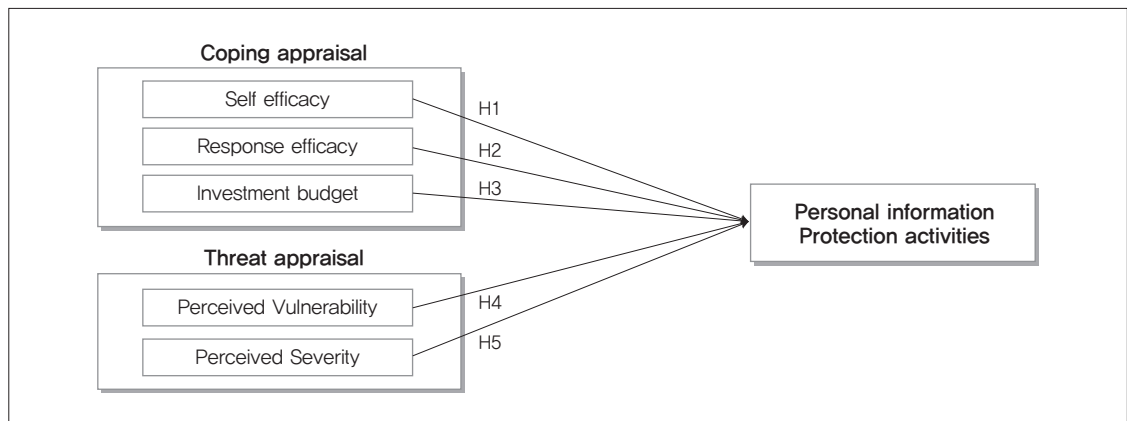 Coping appraisal
Self efficacy
H1
Response efficacy
H2
Investment budget
H3
Personal information
Protection activities
Threat appraisal
Perceived Vulnerability
H4
Perceived Severity
H5